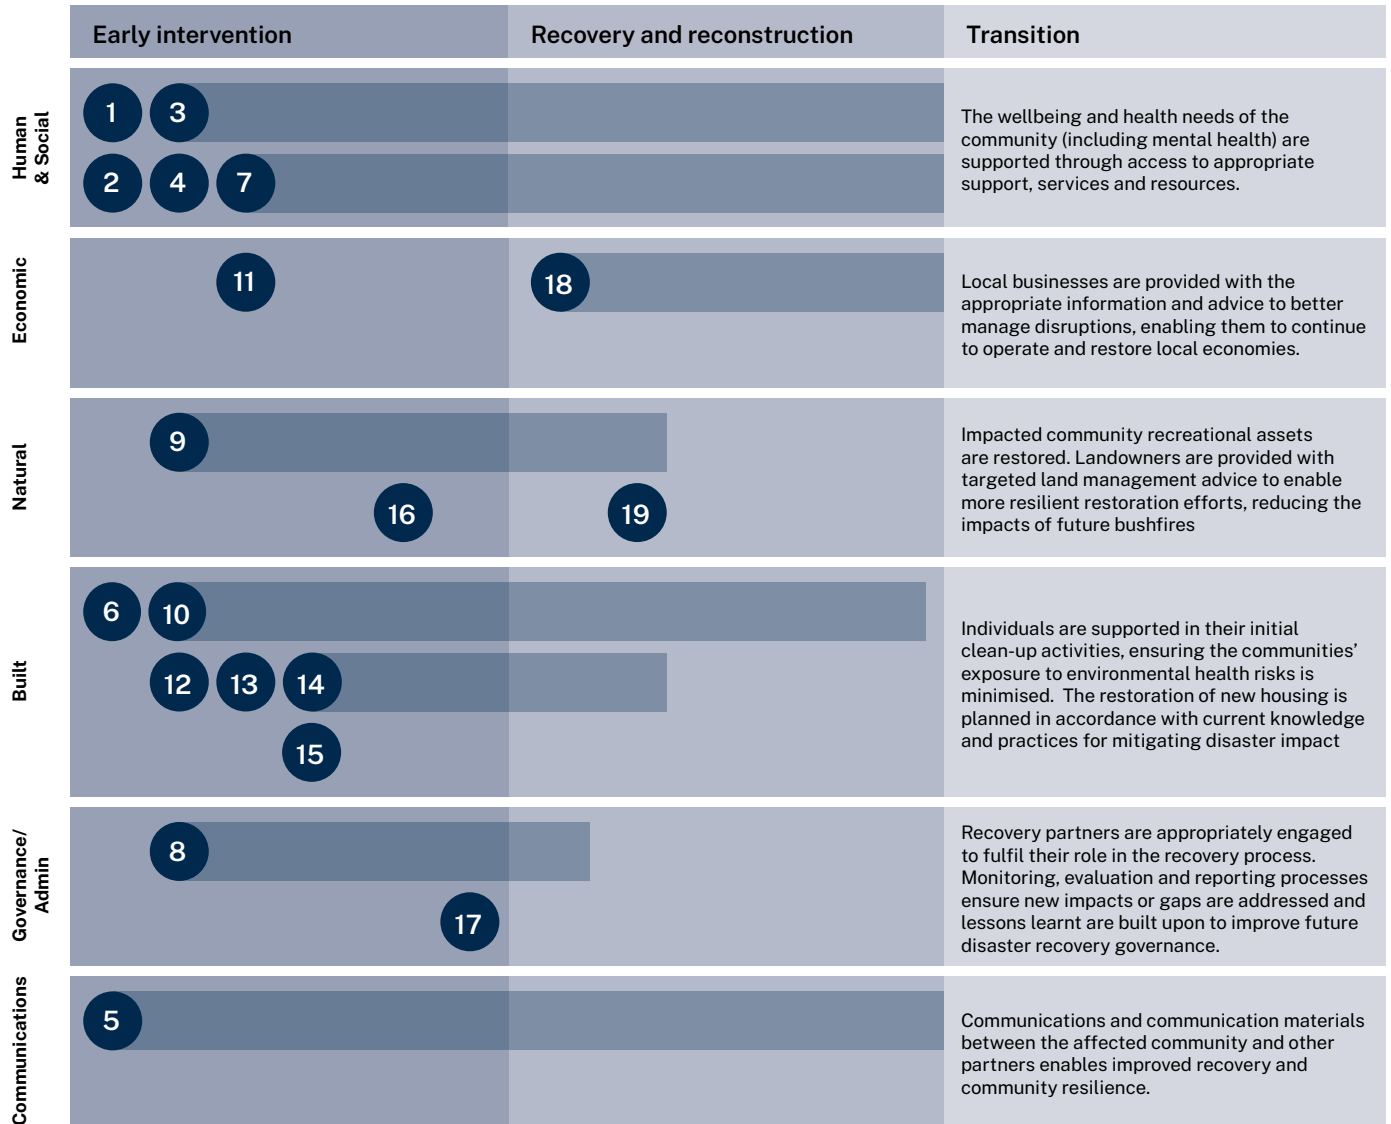 Early intervention
Recovery and reconstruction
Transition
Human
& Social
1
3
2
4
7
The wellbeing and health needs of the
community (including mental health) are
supported through access to appropriate
support, services and resources.
Economic
11
18
Local businesses are provided with the
appropriate information and advice to better
manage disruptions, enabling them to continue
to operate and restore local economies.
Natural
9
16
19
Impacted community recreational assets
are restored. Landowners are provided with
targeted land management advice to enable
more resilient restoration efforts, reducing the
impacts of future bushfires
Built
6
10
12
13
14
15
Individuals are supported in their initial
clean-up activities, ensuring the communities’
exposure to environmental health risks is
minimised.  The restoration of new housing is
planned in accordance with current knowledge
and practices for mitigating disaster impact
Governance/
Admin
8
17
Recovery partners are appropriately engaged
to fulfil their role in the recovery process.
Monitoring, evaluation and reporting processes
ensure new impacts or gaps are addressed and
lessons learnt are built upon to improve future
disaster recovery governance.
Communications
5
Communications and communication materials
between the affected community and other
partners enables improved recovery and
community resilience.